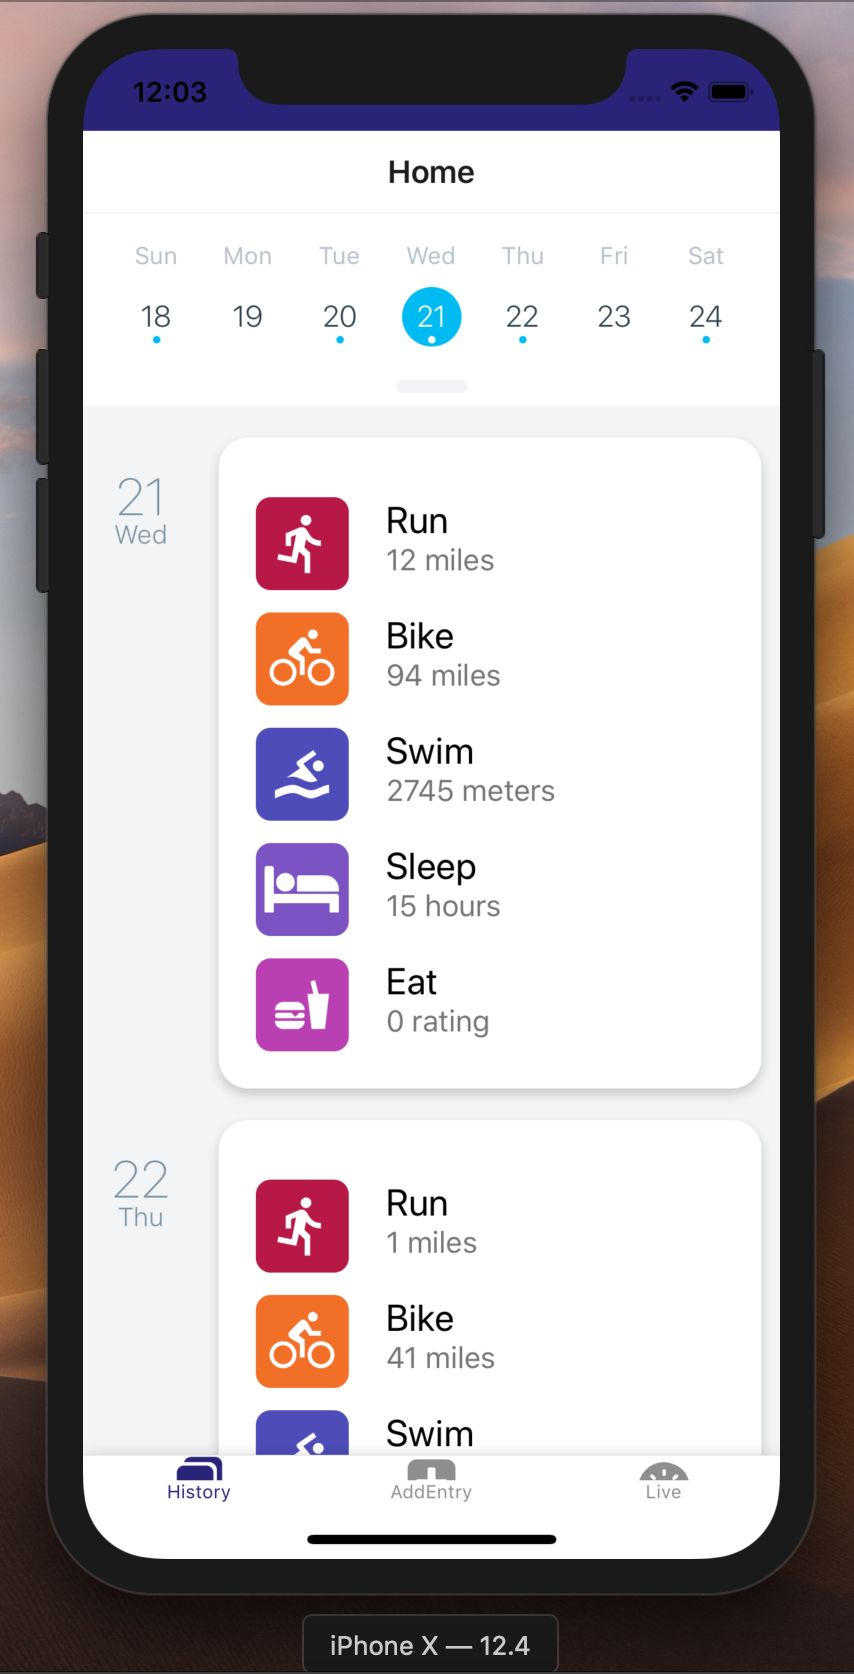 12:03
Home
Sun Mon Tue Wed Thu Fri Sat
18 19 20 21 22 23 24
21
Wed
Run
12 miles
Bike
94 miles
Swim
2745 meters
Sleep
15 hours
Eat
0 rating
22
Thu
Run
1 miles
Bike
41 miles
Swim
History AddEntry Live
iPhone X — 12.4